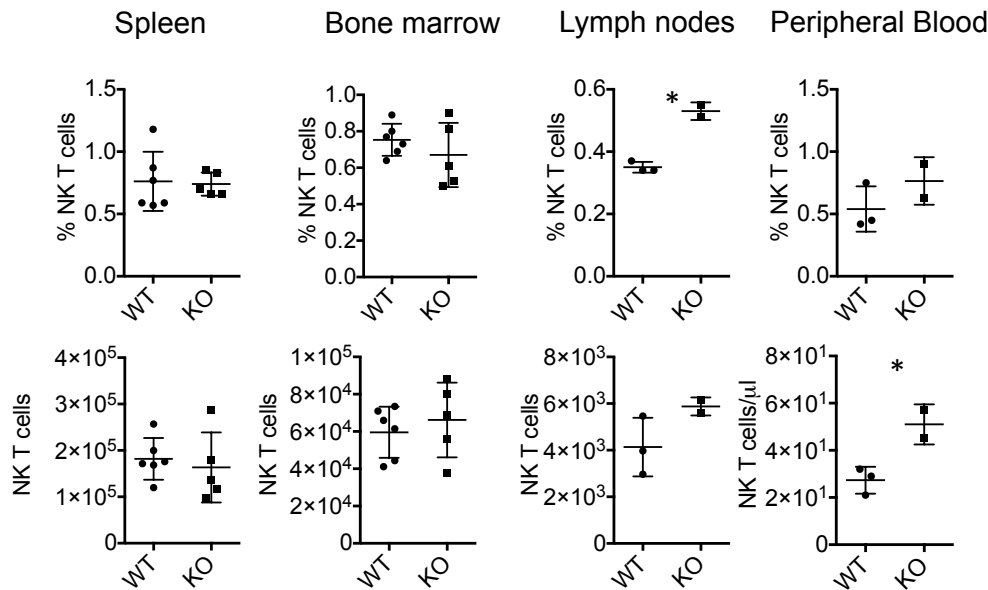 Spleen
Bone marrow
Lymph nodes
Peripheral Blood
% NK T cells
1.5
1.0
0.5
0.0
WT
KO
% NK T cells
1.0
0.8
0.6
0.4
0.2
0.0
WT
KO
% NK T cells
0.6
0.4
0.2
0.0
*
WT
KO
% NK T cells
1.5
1.0
0.5
0.0
WT
KO
NK T cells
4×10⁵
3×10⁵
2×10⁵
1×10⁵
0
WT
KO
NK T cells
1×10⁵
8×10⁴
6×10⁴
4×10⁴
2×10⁴
0
WT
KO
NK T cells
8×10³
6×10³
4×10³
2×10³
0
WT
KO
NK T cells/μl
8×10¹
6×10¹
4×10¹
2×10¹
0
*
WT
KO